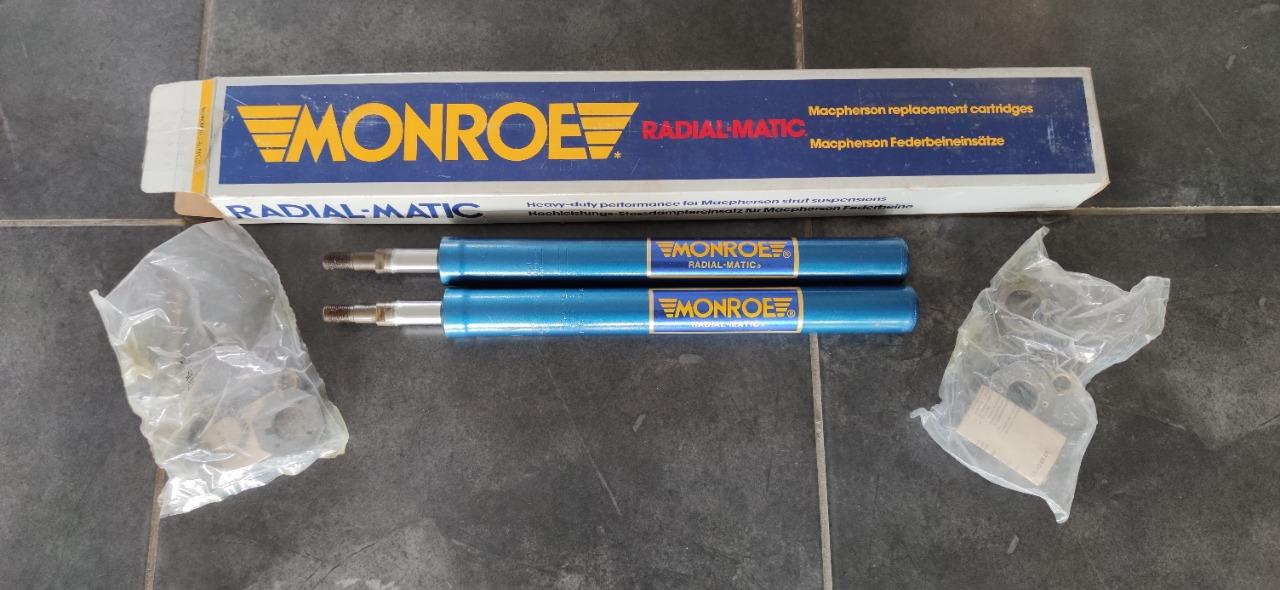 MONROE*
RADIAL-MATIC
Macpherson replacement cartridges
Macpherson Federbeineinsätze
RADIAL-MATIC
Heavy-duty performance for Macpherson strut suspensions
Hochleistungs-Stossdämpfereinsatz für Macpherson Federbeine
MONROE®
RADIAL-MATIC®
MONROE®
RADIAL-MATIC®